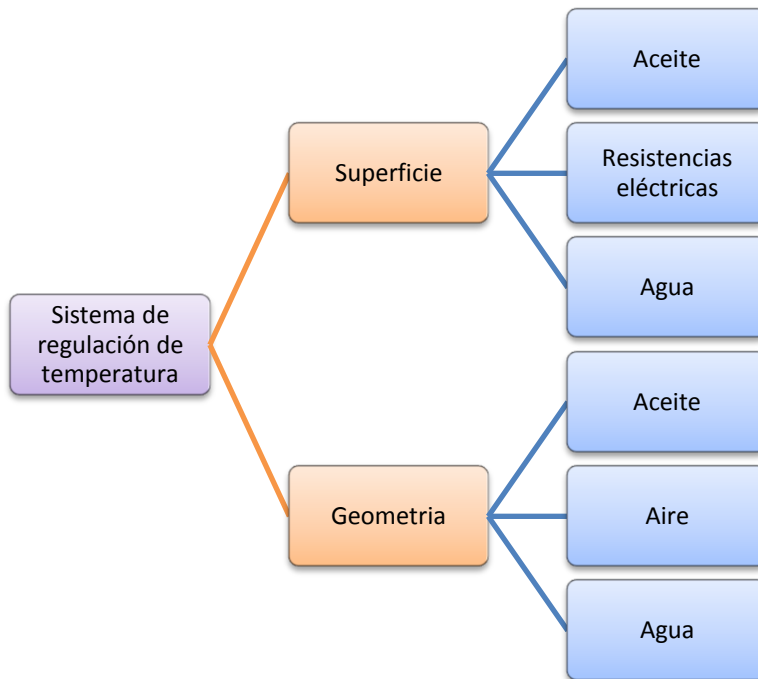 Sistema de
regulación de
temperatura
Superficie
Aceite
Resistencias
eléctricas
Agua
Geometria
Aceite
Aire
Agua